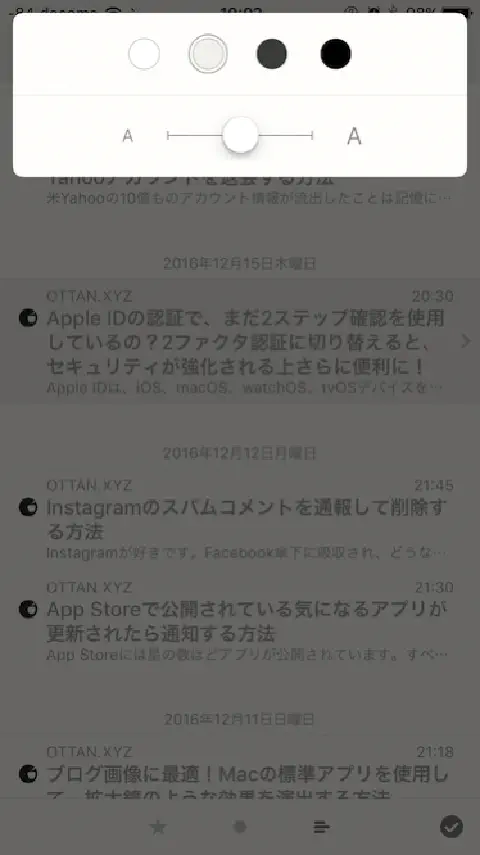 A A
Yahooアカウントを退会する方法
米Yahooの10億ものアカウント情報が流出したことは記憶に…
2016年12月15日木曜日
OTTAN.XYZ 20:30
Apple IDの認証で、まだ2ステップ確認を使用
しているの？2ファクタ認証に切り替えると、
セキュリティが強化される上さらに便利に！
Apple IDは、iOS、macOS、watchOS、tvOSデバイスを…
2016年12月12日月曜日
OTTAN.XYZ 21:45
Instagramのスパムコメントを通報して削除す
る方法
Instagramが好きです。Facebook傘下に吸収され、どうな…
OTTAN.XYZ 21:30
App Storeで公開されている気になるアプリが
更新されたら通知する方法
App Storeには星の数ほどアプリが公開されています。すべ…
2016年12月11日日曜日
OTTAN.XYZ 21:18
ブログ画像に最適！Macの標準アプリを使用し
て、拡大鏡のような効果を演出する方法